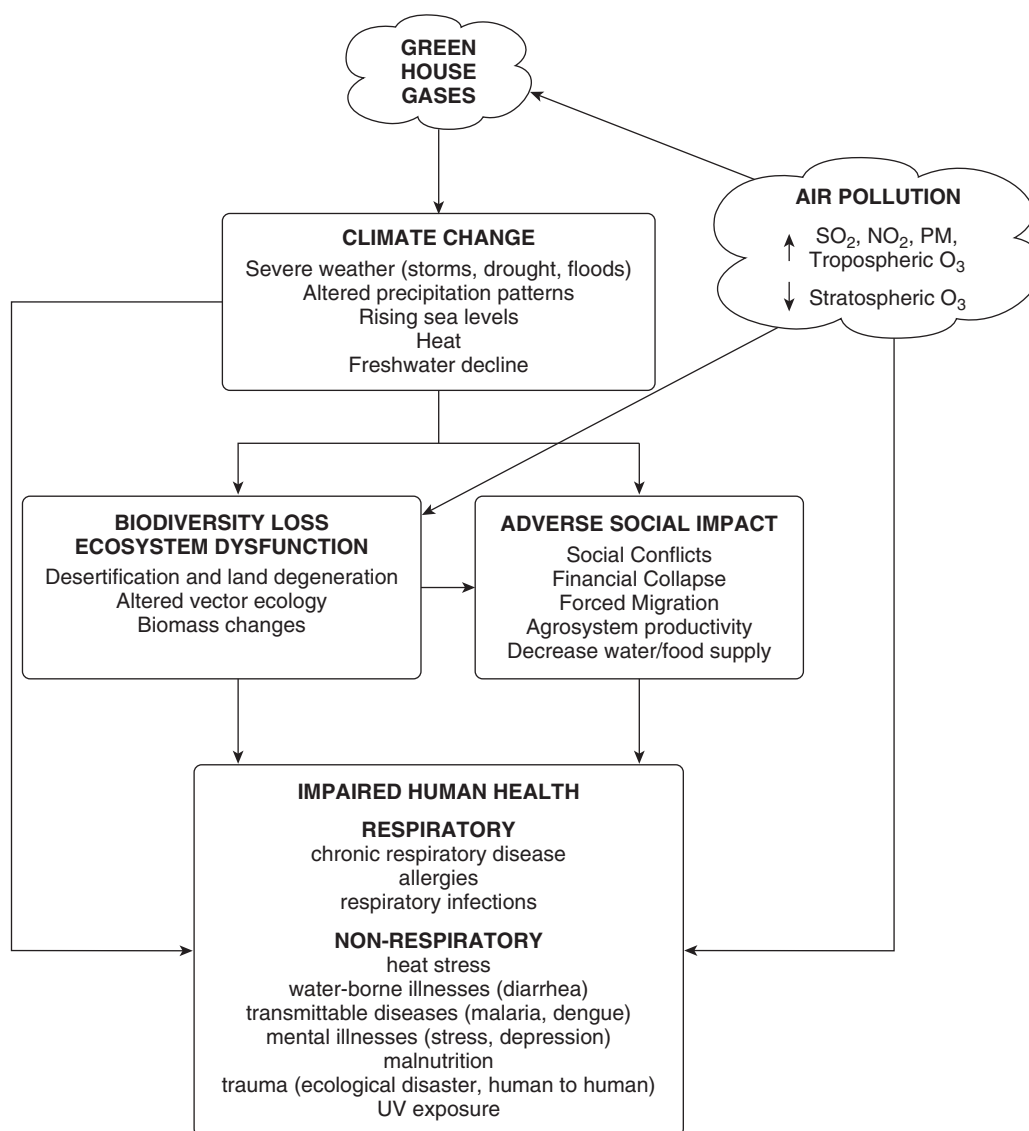 GREEN
HOUSE
GASES
AIR POLLUTION
SO₂, NO₂, PM,
Tropospheric O₃
Stratospheric O₃
CLIMATE CHANGE
Severe weather (storms, drought, floods)
Altered precipitation patterns
Rising sea levels
Heat
Freshwater decline
BIODIVERSITY LOSS
ECOSYSTEM DYSFUNCTION
Desertification and land degeneration
Altered vector ecology
Biomass changes
ADVERSE SOCIAL IMPACT
Social Conflicts
Financial Collapse
Forced Migration
Agrosystem productivity
Decrease water/food supply
IMPAIRED HUMAN HEALTH
RESPIRATORY
chronic respiratory disease
allergies
respiratory infections
NON-RESPIRATORY
heat stress
water-borne illnesses (diarrhea)
transmittable diseases (malaria, dengue)
mental illnesses (stress, depression)
malnutrition
trauma (ecological disaster, human to human)
UV exposure